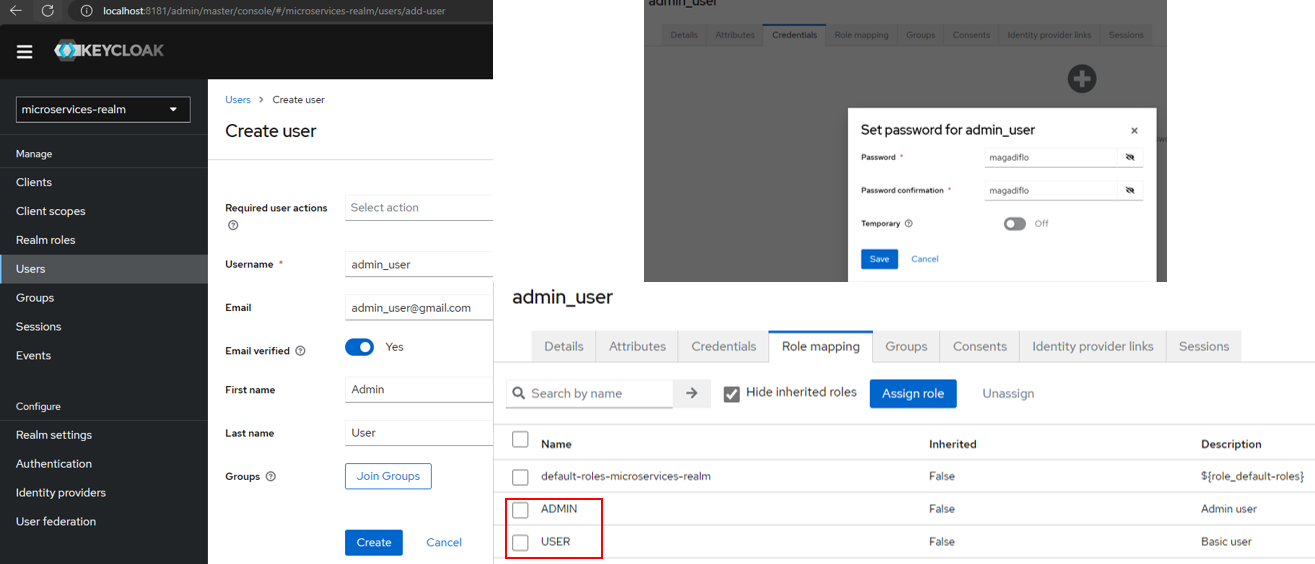 localhost:8181/admin/master/console/#/microservices-realm/users/add-user
KEYCLOAK
microservices-realm
Manage
Clients
Client scopes
Realm roles
Users
Groups
Sessions
Events
Configure
Realm settings
Authentication
Identity providers
User federation
Users > Create user
Create user
Required user actions
Select action
Username *
admin_user
Email
admin_user@gmail.com
Email verified
Yes
First name
Admin
Last name
User
Groups
Join Groups
Create
Cancel
admin_user
Details
Attributes
Credentials
Role mapping
Groups
Consents
Identity provider links
Sessions
Set password for admin_user
Password *
magadiflo
Password confirmation *
magadiflo
Temporary
Off
Save
Cancel
admin_user
Details
Attributes
Credentials
Role mapping
Groups
Consents
Identity provider links
Sessions
Search by name
Hide inherited roles
Assign role
Unassign
Name
Inherited
Description
default-roles-microservices-realm
False
${role_default-roles}
ADMIN
False
Admin user
USER
False
Basic user